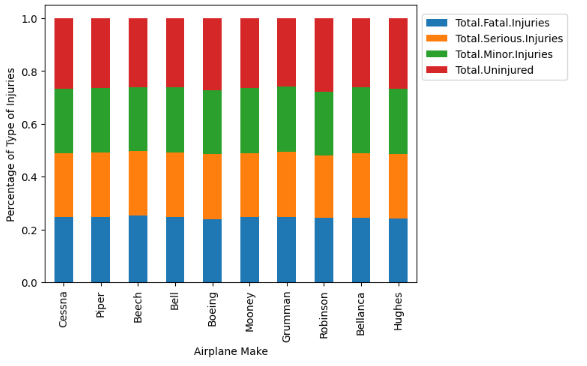 1.0
0.8
0.6
0.4
0.2
0.0
Percentage of Type of Injuries
Cessna
Piper
Beech
Bell
Boeing
Mooney
Grumman
Robinson
Bellanca
Hughes
Airplane Make
Total.Fatal.Injuries
Total.Serious.Injuries
Total.Minor.Injuries
Total.Uninjured